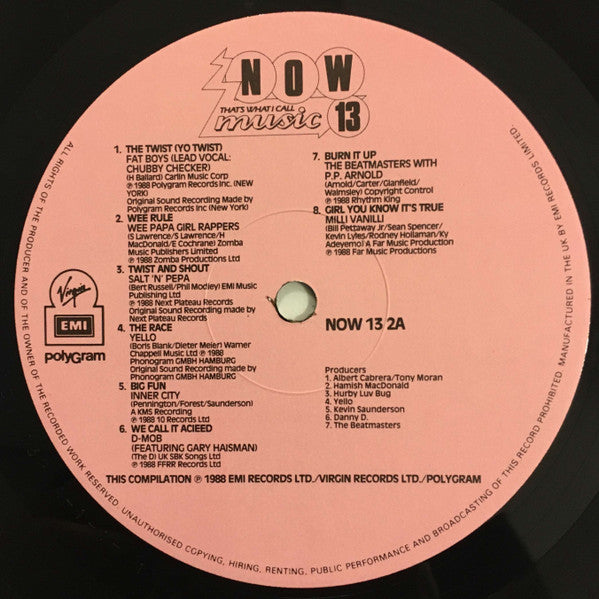 NOW
THAT'S WHAT I CALL
music 13
1. THE TWIST (YO TWIST)
FAT BOYS (LEAD VOCAL:
CHUBBY CHECKER)
(H Ballard) Carlin Music Corp
℗ 1988 Polygram Records Inc. (NEW
YORK)
Original Sound Recording Made by
Polygram Records Inc (New York)
2. WEE RULE
WEE PAPA GIRL RAPPERS
(S Lawrence/S Lawrence/H
MacDonald/E Cochrane) Zomba
Music Publishers Limited
℗ 1988 Zomba Productions Ltd
3. TWIST AND SHOUT
SALT 'N' PEPA
(Bert Russell/Phil Modley) EMI Music
Publishing Ltd
℗ 1988 Next Plateau Records
Original Sound Recording made by
Next Plateau Records
4. THE RACE
YELLO
(Boris Blank/Dieter Meier) Warner
Chappell Music Ltd ℗ 1988
Phonogram GMBH HAMBURG
Original Sound Recording made by
Phonogram GMBH HAMBURG
5. BIG FUN
INNER CITY
(Pennington/Forest/Saunderson)
A KMS Recording
℗ 1988 10 Records Ltd
6. WE CALL IT ACIEED
D-MOB
(FEATURING GARY HAISMAN)
(The D) UK SBK Songs Ltd
℗ 1988 FFRR Records Ltd
7. BURN IT UP
THE BEATMASTERS WITH
P.P. ARNOLD
(Arnold/Carter/Glanfield/
Walmsley) Copyright Control
℗ 1988 Rhythm King
8. GIRL YOU KNOW IT'S TRUE
MILLI VANILLI
(Bill Pettaway Jr/Sean Spencer/
Kevin Lyles/Rodney Hollaman/Ky
Adeyemo) A Far Music Production
℗ 1988 Far Music Productions
Virgin
EMI
polyGram
NOW 13 2A
Producers
1. Albert Cabrera/Tony Moran
2. Hamish MacDonald
3. Hurby Luv Bug
4. Yello
5. Kevin Saunderson
6. Danny D.
7. The Beatmasters
THIS COMPILATION ℗ 1988 EMI RECORDS LTD./VIRGIN RECORDS LTD./POLYGRAM
ALL RIGHTS OF THE PRODUCER AND OF THE OWNER OF THE RECORDED WORK RESERVED. UNAUTHORISED COPYING, HIRING, RENTING, PUBLIC PERFORMANCE AND BROADCASTING OF THIS RECORD PROHIBITED. MANUFACTURED IN THE UK BY EMI RECORDS LIMITED.